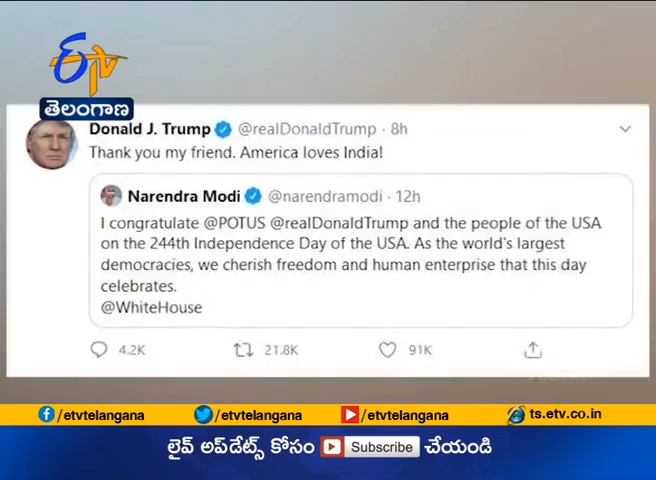 ETV
తెలంగాణ
Donald J. Trump @realDonaldTrump · 8h
Thank you my friend. America loves India!
Narendra Modi @narendramodi · 12h
I congratulate @POTUS @realDonaldTrump and the people of the USA
on the 244th Independence Day of the USA. As the world's largest
democracies, we cherish freedom and human enterprise that this day
celebrates.
@WhiteHouse
4.2K 21.8K 91K
/etvtelangana /etvtelangana /etvtelangana ts.etv.co.in
లైవ్ అప్‌డేట్స్ కోసం Subscribe చేయండి